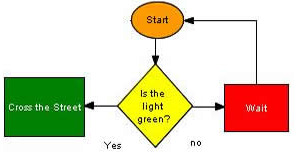 Start
Is the
light
green?
Cross the Street
Wait
Yes
no